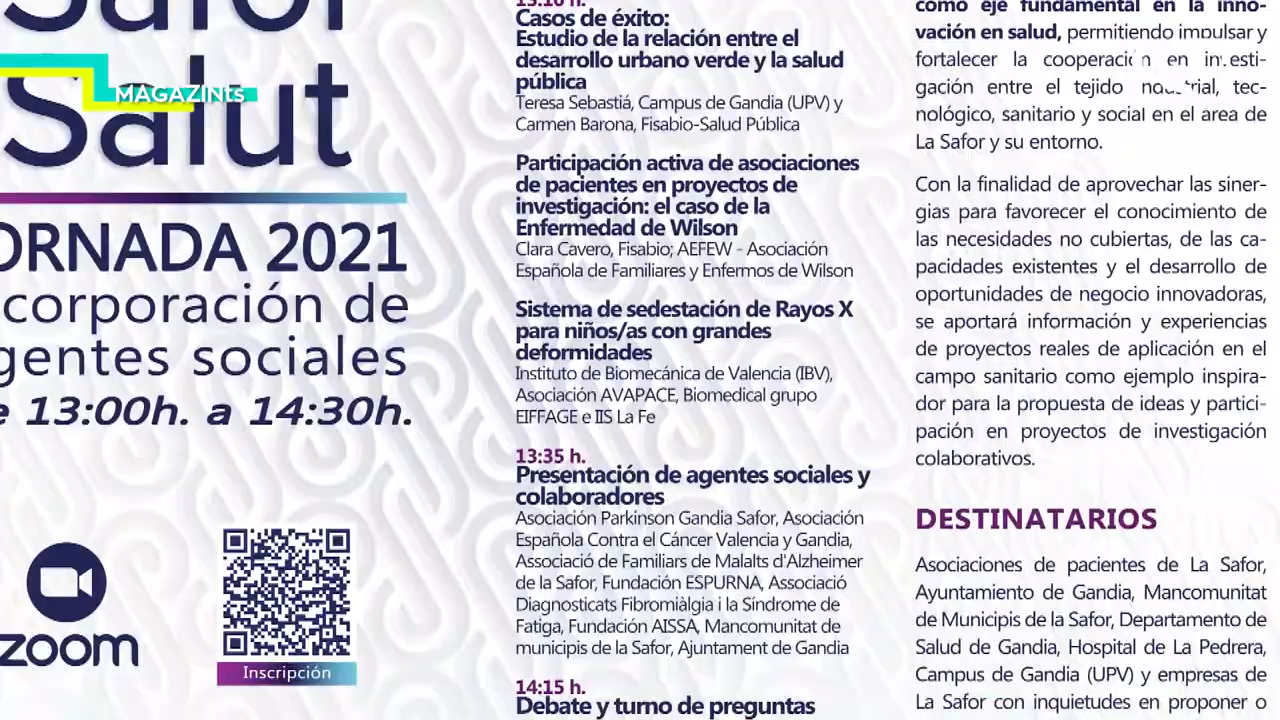 Safor
Salut
MAGAZINts
ORNADA 2021
corporación de
gentes sociales
e 13:00h. a 14:30h.
zoom
Inscripción
13:10 h.
Casos de éxito:
Estudio de la relación entre el
desarrollo urbano verde y la salud
pública
Teresa Sebastiá, Campus de Gandia (UPV) y
Carmen Barona, Fisabio-Salud Pública
Participación activa de asociaciones
de pacientes en proyectos de
investigación: el caso de la
Enfermedad de Wilson
Clara Cavero, Fisabio; AEFEW - Asociación
Española de Familiares y Enfermos de Wilson
Sistema de sedestación de Rayos X
para niños/as con grandes
deformidades
Instituto de Biomecánica de Valencia (IBV),
Asociación AVAPACE, Biomedical grupo
EIFFAGE e IIS La Fe
13:35 h.
Presentación de agentes sociales y
colaboradores
Asociación Parkinson Gandia Safor, Asociación
Española Contra el Cáncer Valencia y Gandia,
Associació de Familiars de Malalts d'Alzheimer
de la Safor, Fundación ESPURNA, Associació
Diagnosticats Fibromiàlgia i la Síndrome de
Fatiga, Fundación AISSA, Mancomunitat de
municipis de la Safor, Ajuntament de Gandia
14:15 h.
Debate y turno de preguntas
como eje fundamental en la inno-
vación en salud, permitiendo impulsar y
fortalecer la cooperación en investi-
gación entre el tejido industrial, tec-
nológico, sanitario y social en el area de
La Safor y su entorno.
Con la finalidad de aprovechar las siner-
gias para favorecer el conocimiento de
las necesidades no cubiertas, de las ca-
pacidades existentes y el desarrollo de
oportunidades de negocio innovadoras,
se aportará información y experiencias
de proyectos reales de aplicación en el
campo sanitario como ejemplo inspira-
dor para la propuesta de ideas y partici-
pación en proyectos de investigación
colaborativos.
DESTINATARIOS
Asociaciones de pacientes de La Safor,
Ayuntamiento de Gandia, Mancomunitat
de Municipis de la Safor, Departamento de
Salud de Gandia, Hospital de La Pedrera,
Campus de Gandia (UPV) y empresas de
La Safor con inquietudes en proponer o